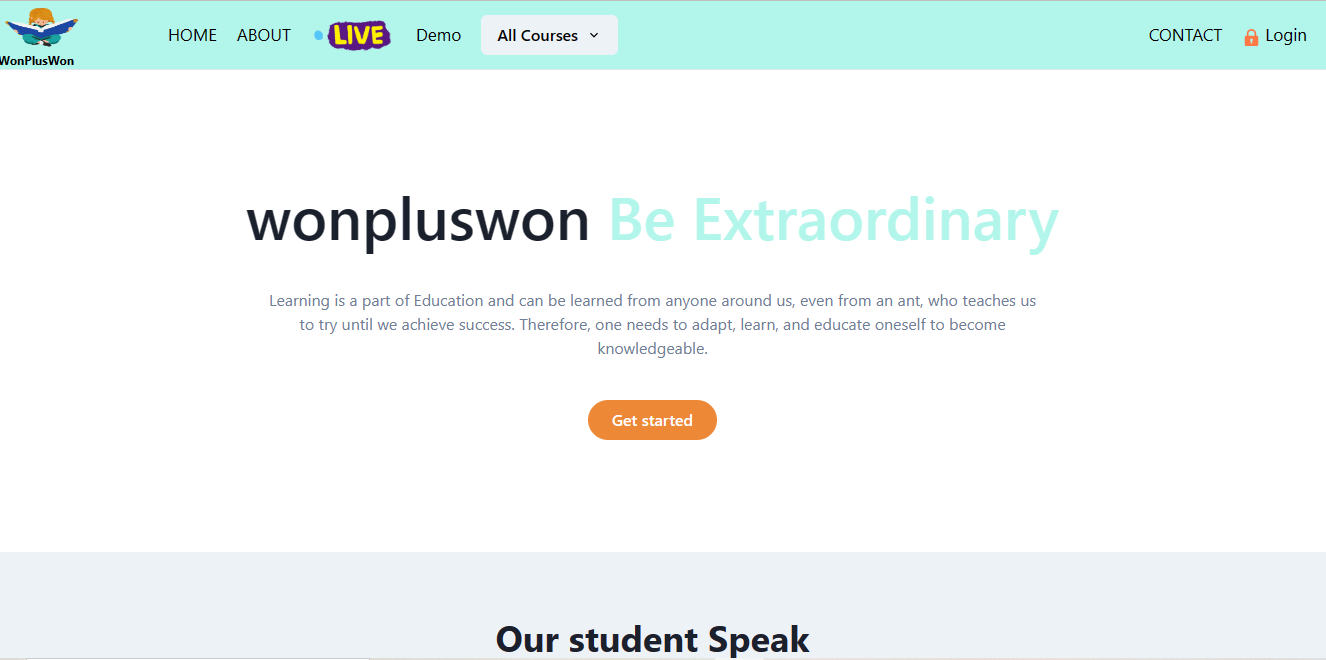 WonPlusWon
HOME ABOUT LIVE Demo All Courses CONTACT Login
wonpluswon Be Extraordinary
Learning is a part of Education and can be learned from anyone around us, even from an ant, who teaches us
to try until we achieve success. Therefore, one needs to adapt, learn, and educate oneself to become
knowledgeable.
Get started
Our student Speak